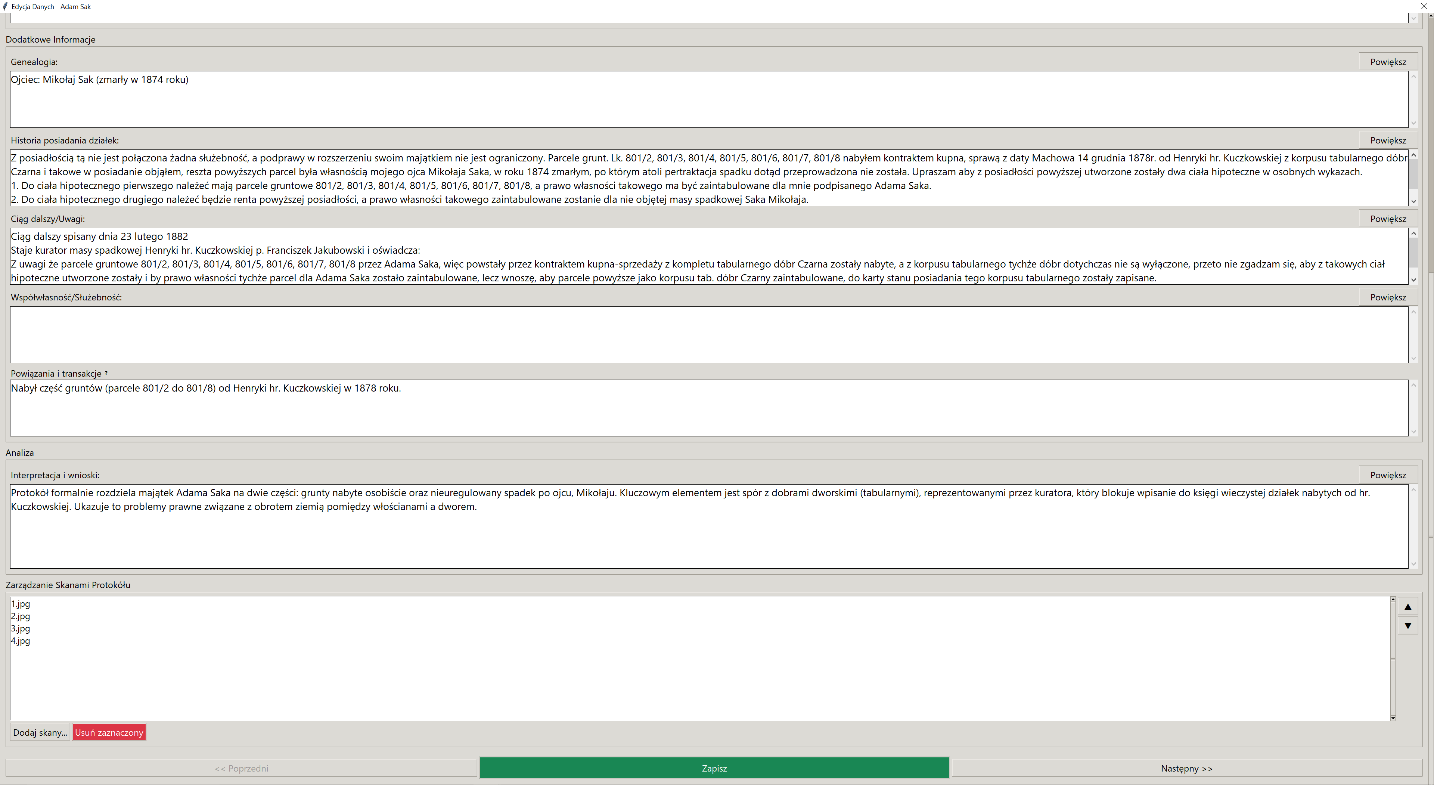 Edycja Danych - Adam Sak
Dodatkowe Informacje
Genealogia:
Powiększ
Ojciec: Mikołaj Sak (zmarły w 1874 roku)
Historia posiadania działek:
Powiększ
Z posiadłością tą nie jest połączona żadna służebność, a podprawy w rozszerzeniu swoim majątkiem nie jest ograniczony. Parcele grunt. Lk. 801/2, 801/3, 801/4, 801/5, 801/6, 801/7, 801/8 nabyłem kontraktem kupna, sprawą z daty Machowa 14 grudnia 1878r. od Henryki hr. Kuczkowskiej z korpusu tabularnego dóbr
Czarna i takowe w posiadanie objąłem, reszta powyższych parcel była własnością mojego ojca Mikołaja Saka, w roku 1874 zmarłym, po którym atoli pertraktacja spadku dotąd przeprowadzona nie została. Upraszam aby z posiadłości powyższej utworzone zostały dwa ciała hipoteczne w osobnych wykazach.
1. Do ciała hipotecznego pierwszego należeć mają parcele gruntowe 801/2, 801/3, 801/4, 801/5, 801/6, 801/7, 801/8, a prawo własności takowego ma być zaintabulowane dla mnie podpisanego Adama Saka.
2. Do ciała hipotecznego drugiego należeć będzie renta powyższej posiadłości, a prawo własności takowego zaintabulowane zostanie dla nie objętej masy spadkowej Saka Mikołaja.
Ciąg dalszy/Uwagi:
Powiększ
Ciąg dalszy spisany dnia 23 lutego 1882
Staje kurator masy spadkowej Henryki hr. Kuczkowskiej p. Franciszek Jakubowski i oświadcza:
Z uwagi że parcele gruntowe 801/2, 801/3, 801/4, 801/5, 801/6, 801/7, 801/8 przez Adama Saka, więc powstały przez kontraktem kupna-sprzedaży z kompletu tabularnego dóbr Czarna zostały nabyte, a z korpusu tabularnego tychże dóbr dotychczas nie są wyłączone, przeto nie zgadzam się, aby z takowych ciał
hipoteczne utworzone zostały i by prawo własności tychże parcel dla Adama Saka zostało zaintabulowane, lecz wnoszę, aby parcele powyższe jako korpusu tab. dóbr Czarny zaintabulowane, do karty stanu posiadania tego korpusu tabularnego zostały zapisane.
Współwłasność/Służebność:
Powiększ
Powiązania i transakcje ?
Nabył część gruntów (parcele 801/2 do 801/8) od Henryki hr. Kuczkowskiej w 1878 roku.
Analiza
Interpretacja i wnioski:
Powiększ
Protokół formalnie rozdziela majątek Adama Saka na dwie części: grunty nabyte osobiście oraz nieuregulowany spadek po ojcu, Mikołaju. Kluczowym elementem jest spór z dobrami dworskimi (tabularnymi), reprezentowanymi przez kuratora, który blokuje wpisanie do księgi wieczystej działek nabytych od hr.
Kuczkowskiej. Ukazuje to problemy prawne związane z obrotem ziemią pomiędzy włościanami a dworem.
Zarządzanie Skanami Protokółu
1.jpg
2.jpg
3.jpg
4.jpg
Dodaj skany... Usuń zaznaczony
<< Poprzedni Zapisz Następny >>